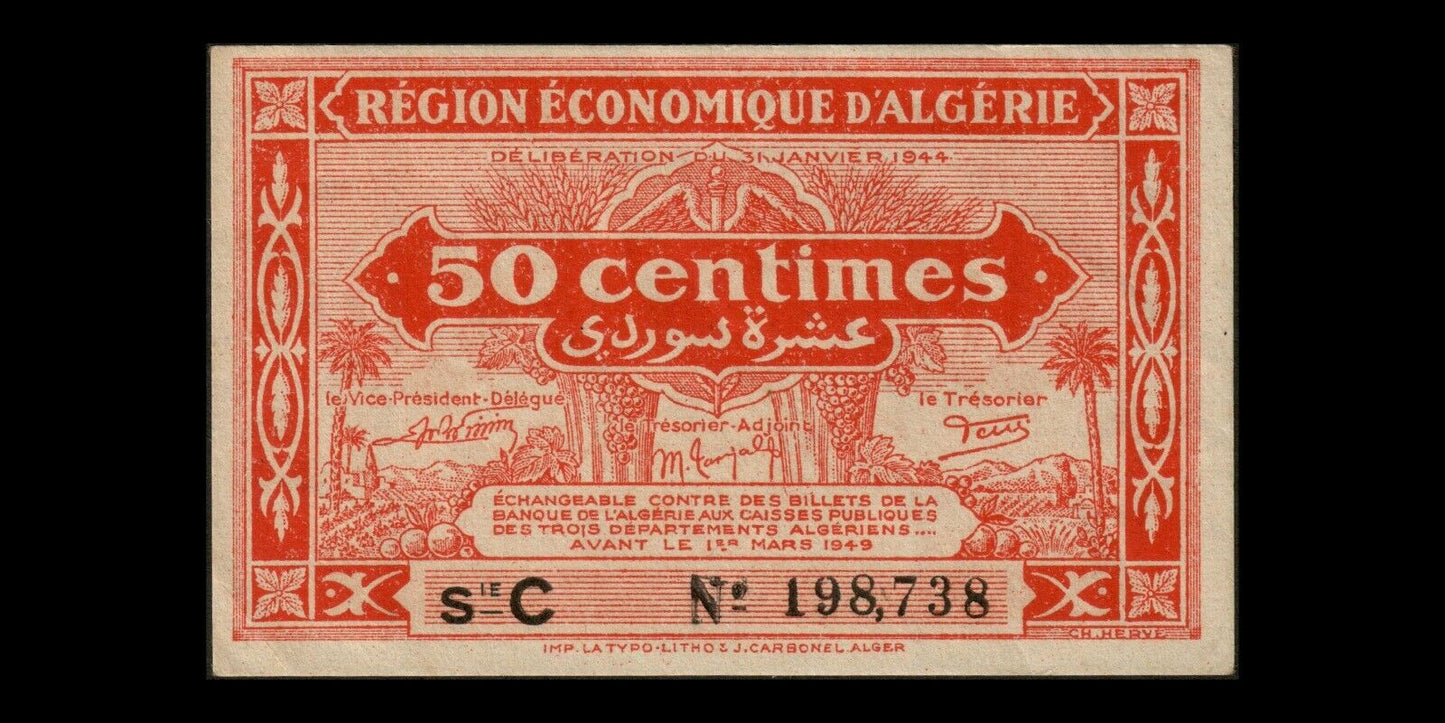 RÉGION ÉCONOMIQUE D'ALGÉRIE
DÉLIBÉRATION DU 31 JANVIER 1944
50 centimes
عشرة سوردي
le Vice-Président-Délégué
le Trésorier-Adjoint
le Trésorier
ÉCHANGEABLE CONTRE DES BILLETS DE LA
BANQUE DE L'ALGÉRIE AUX CAISSES PUBLIQUES
DES TROIS DÉPARTEMENTS ALGÉRIENS....
AVANT LE 1ER MARS 1949
SIE C Nº 198,738
CH. HERVÉ
IMP. LA TYPO-LITHO & J. CARBONEL. ALGER